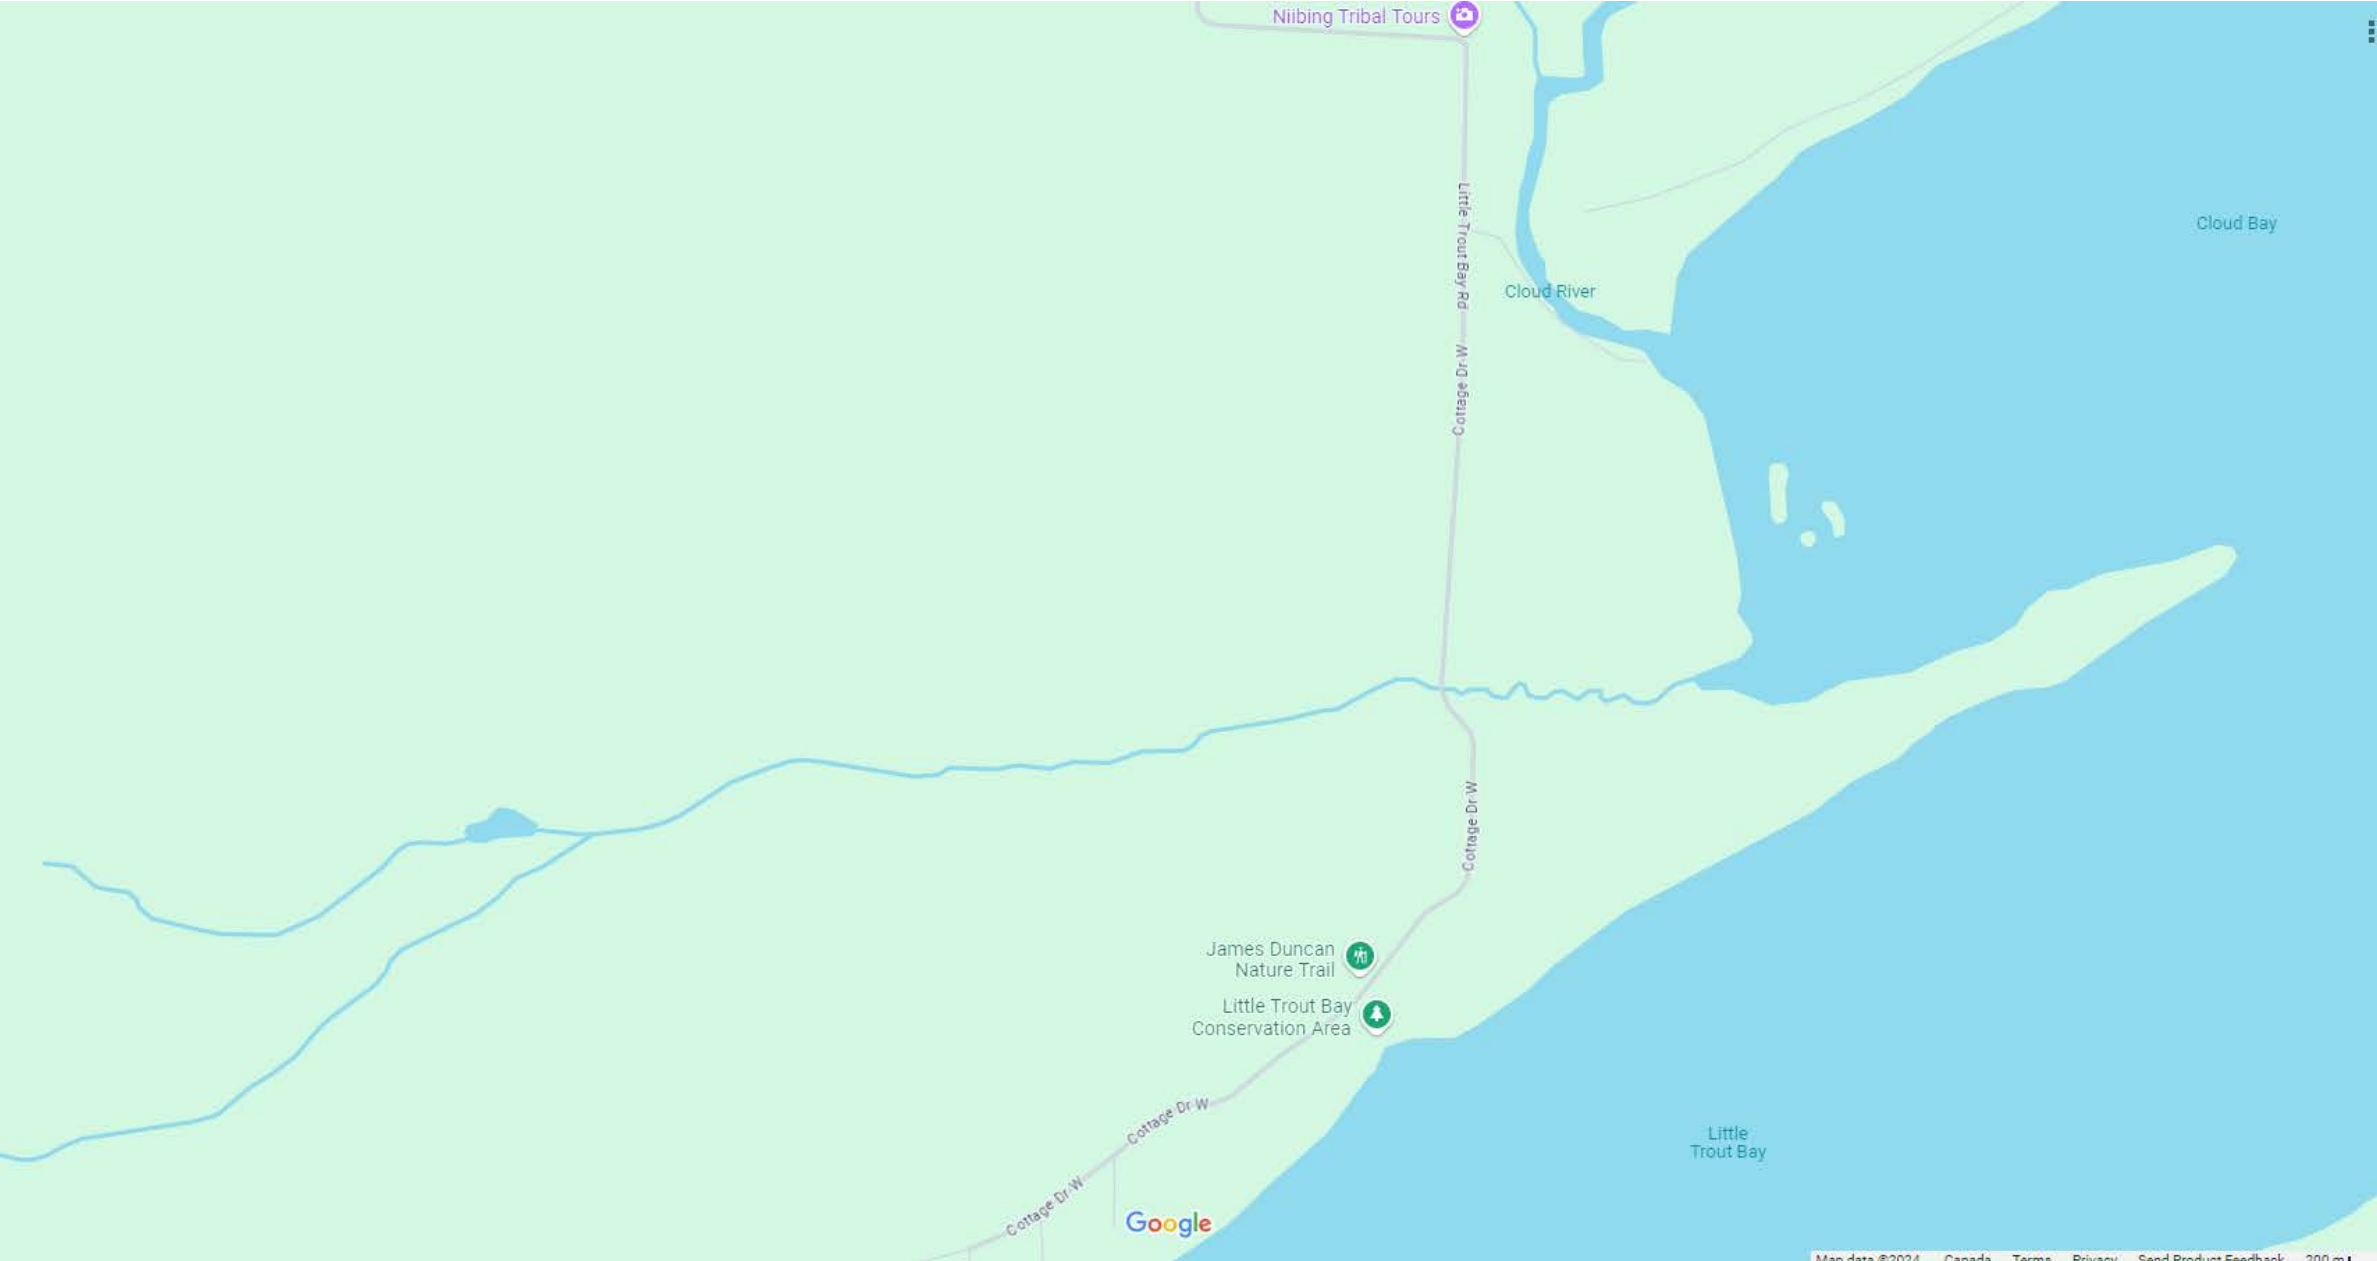 Niibing Tribal Tours
Little Trout Bay Rd
Cloud Bay
Cloud River
Cottage Dr W
Cottage Dr W
James Duncan
Nature Trail
Little Trout Bay
Conservation Area
Cottage Dr W
Little
Trout Bay
Cottage Dr W
Google
Map data ©2024 Canada Terms Privacy Send Product Feedback 200 m